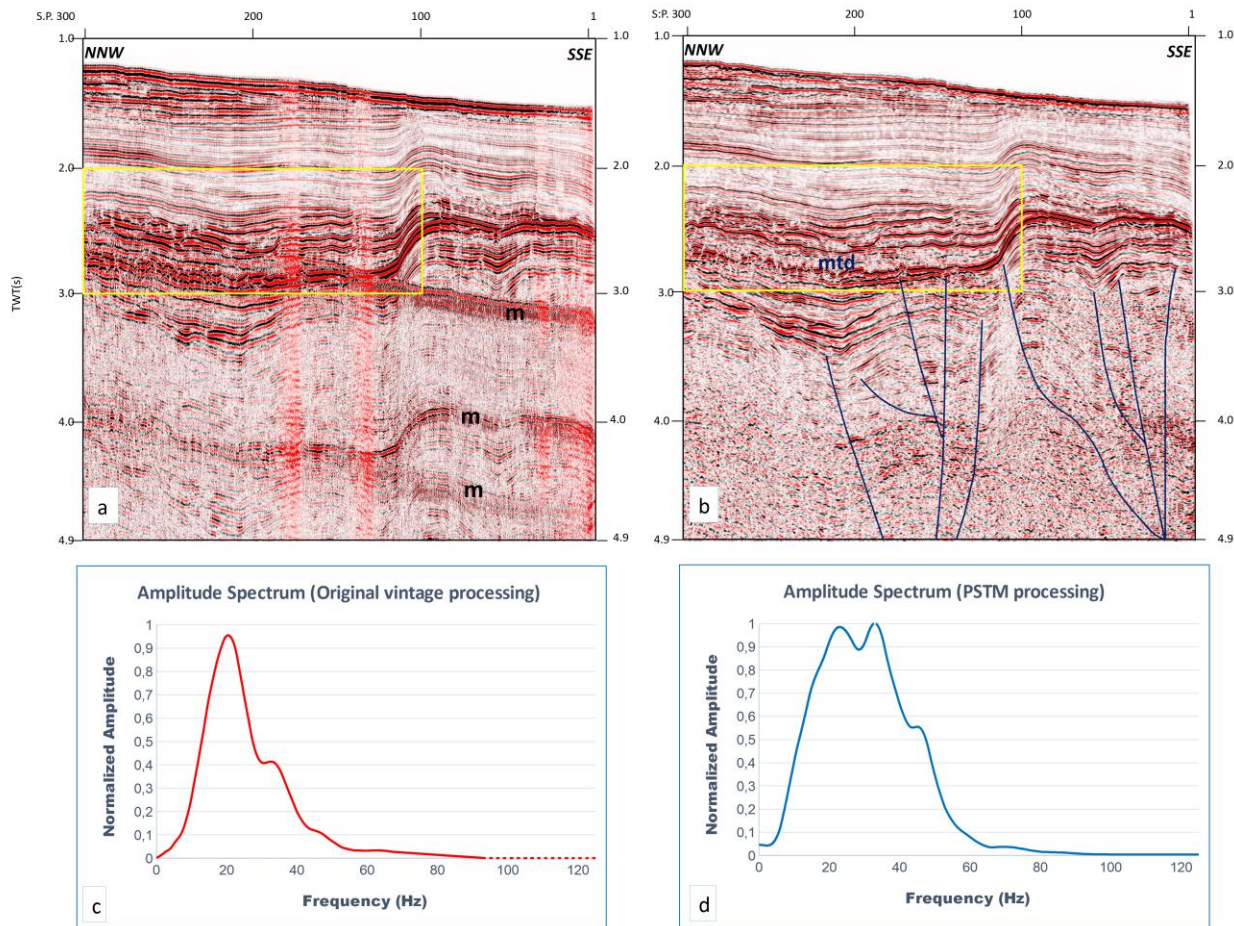 S.P. 300 200 100 1
1.0 1.0
NNW SSE
2.0 2.0
TWT(s)
3.0 3.0
m
4.0 4.0
m
m
a
4.9 4.9
S.P. 300 200 100 1
1.0 1.0
NNW SSE
2.0 2.0
mtd
3.0 3.0
4.0 4.0
b
4.9 4.9
Amplitude Spectrum (Original vintage processing)
Normalized Amplitude
1
0,9
0,8
0,7
0,6
0,5
0,4
0,3
0,2
0,1
0
0 20 40 60 80 100 120
Frequency (Hz)
c
Amplitude Spectrum (PSTM processing)
Normalized Amplitude
1
0,9
0,8
0,7
0,6
0,5
0,4
0,3
0,2
0,1
0
0 20 40 60 80 100 120
Frequency (Hz)
d